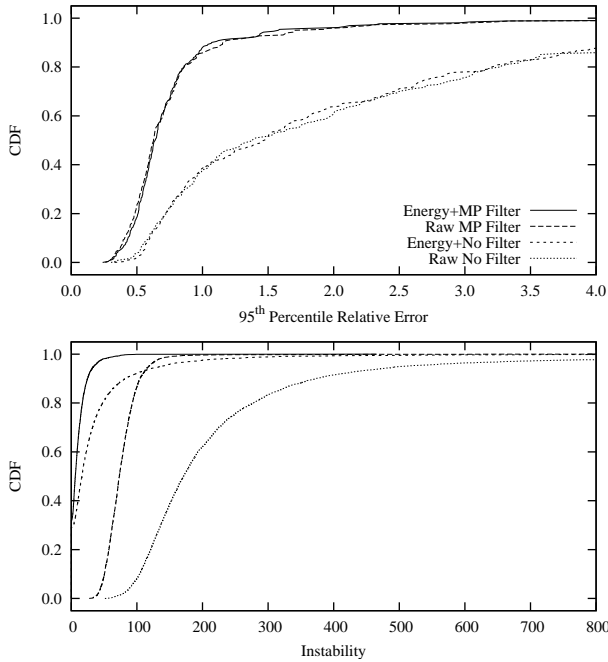 1.0
0.8
0.6
0.4
0.2
0.0
CDF
Energy+MP Filter
Raw MP Filter
Energy+No Filter
Raw No Filter
0.0 0.5 1.0 1.5 2.0 2.5 3.0 3.5 4.0
95th Percentile Relative Error
1.0
0.8
0.6
0.4
0.2
0.0
CDF
0 100 200 300 400 500 600 700 800
Instability